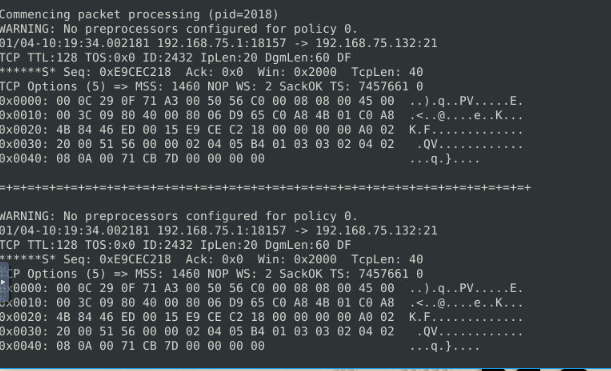 Commencing packet processing (pid=2018)
WARNING: No preprocessors configured for policy 0.
01/04-10:19:34.002181 192.168.75.1:18157 -> 192.168.75.132:21
TCP TTL:128 TOS:0x0 ID:2432 IpLen:20 DgmLen:60 DF
******S* Seq: 0xE9CEC218 Ack: 0x0 Win: 0x2000 TcpLen: 40
TCP Options (5) => MSS: 1460 NOP WS: 2 SackOK TS: 7457661 0
0x0000: 00 0C 29 0F 71 A3 00 50 56 C0 00 08 08 00 45 00 ..).q..PV.....E.
0x0010: 00 3C 09 80 40 00 80 06 D9 65 C0 A8 4B 01 C0 A8 .<..@....e..K...
0x0020: 4B 84 46 ED 00 15 E9 CE C2 18 00 00 00 00 A0 02 K.F.............
0x0030: 20 00 51 56 00 00 02 04 05 B4 01 03 03 02 04 02 .QV............
0x0040: 08 0A 00 71 CB 7D 00 00 00 00 ...q.}....
=+=+=+=+=+=+=+=+=+=+=+=+=+=+=+=+=+=+=+=+=+=+=+=+=+=+=+=+=+=+=+=+=+=+=+=+=+
WARNING: No preprocessors configured for policy 0.
01/04-10:19:34.002181 192.168.75.1:18157 -> 192.168.75.132:21
TCP TTL:128 TOS:0x0 ID:2432 IpLen:20 DgmLen:60 DF
******S* Seq: 0xE9CEC218 Ack: 0x0 Win: 0x2000 TcpLen: 40
CP Options (5) => MSS: 1460 NOP WS: 2 SackOK TS: 7457661 0
x0000: 00 0C 29 0F 71 A3 00 50 56 C0 00 08 08 00 45 00 ..).q..PV.....E.
x0010: 00 3C 09 80 40 00 80 06 D9 65 C0 A8 4B 01 C0 A8 .<..@....e..K...
0x0020: 4B 84 46 ED 00 15 E9 CE C2 18 00 00 00 00 A0 02 K.F.............
0x0030: 20 00 51 56 00 00 02 04 05 B4 01 03 03 02 04 02 .QV............
0x0040: 08 0A 00 71 CB 7D 00 00 00 00 ...q.}....